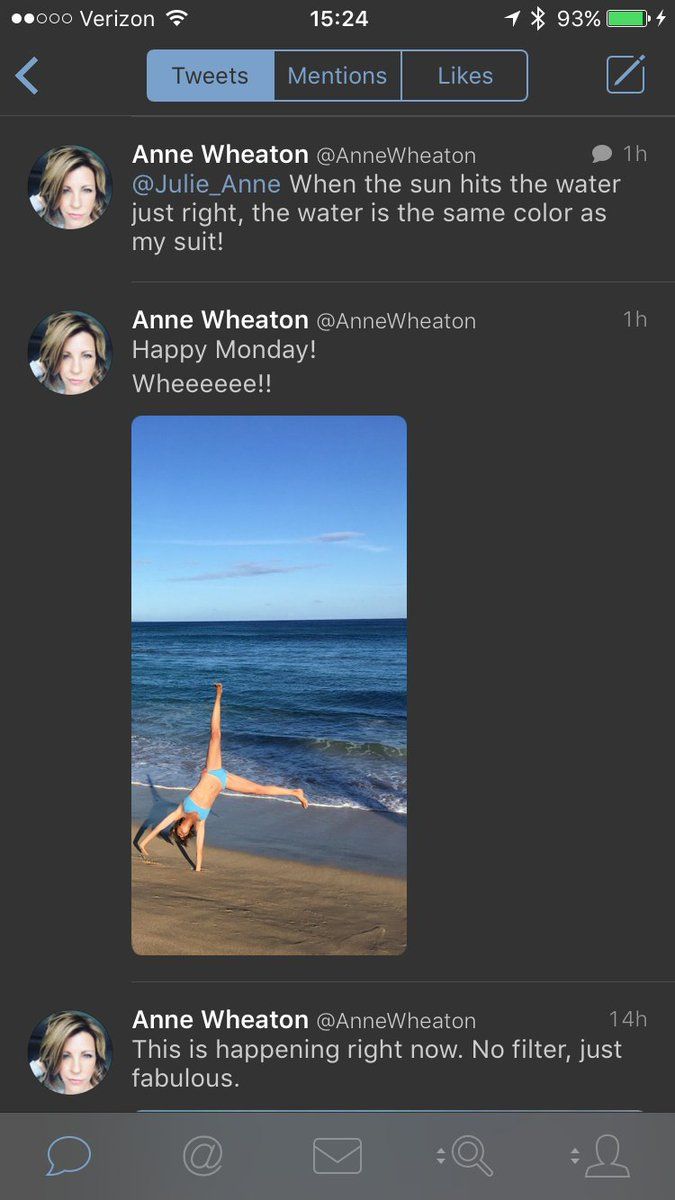 Verizon 15:24 93%
Tweets Mentions Likes
Anne Wheaton @AnneWheaton 1h
@Julie_Anne When the sun hits the water
just right, the water is the same color as
my suit!
Anne Wheaton @AnneWheaton 1h
Happy Monday!
Wheeeeee!!
Anne Wheaton @AnneWheaton 14h
This is happening right now. No filter, just
fabulous.